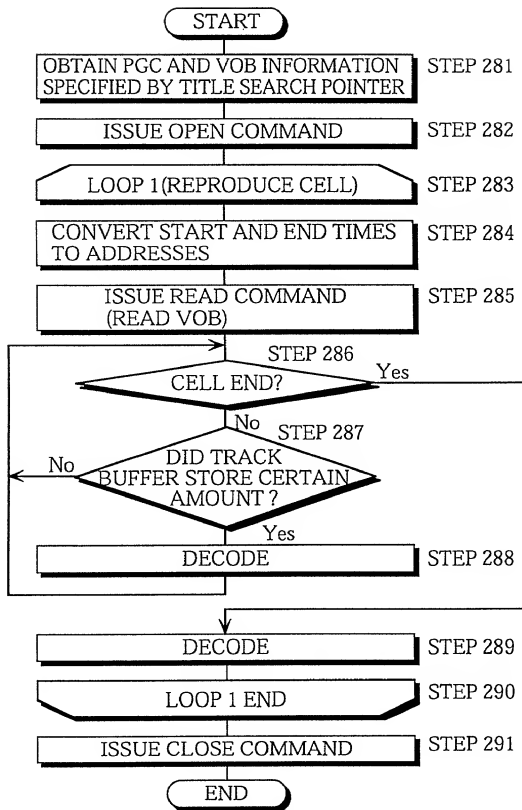 START
OBTAIN PGC AND VOB INFORMATION STEP 281
SPECIFIED BY TITLE SEARCH POINTER
ISSUE OPEN COMMAND STEP 282
LOOP 1(REPRODUCE CELL) STEP 283
CONVERT START AND END TIMES STEP 284
TO ADDRESSES
ISSUE READ COMMAND STEP 285
(READ VOB)
STEP 286
CELL END? Yes
No
STEP 287
No DID TRACK
BUFFER STORE CERTAIN
AMOUNT ?
Yes
DECODE STEP 288
DECODE STEP 289
LOOP 1 END STEP 290
ISSUE CLOSE COMMAND STEP 291
END